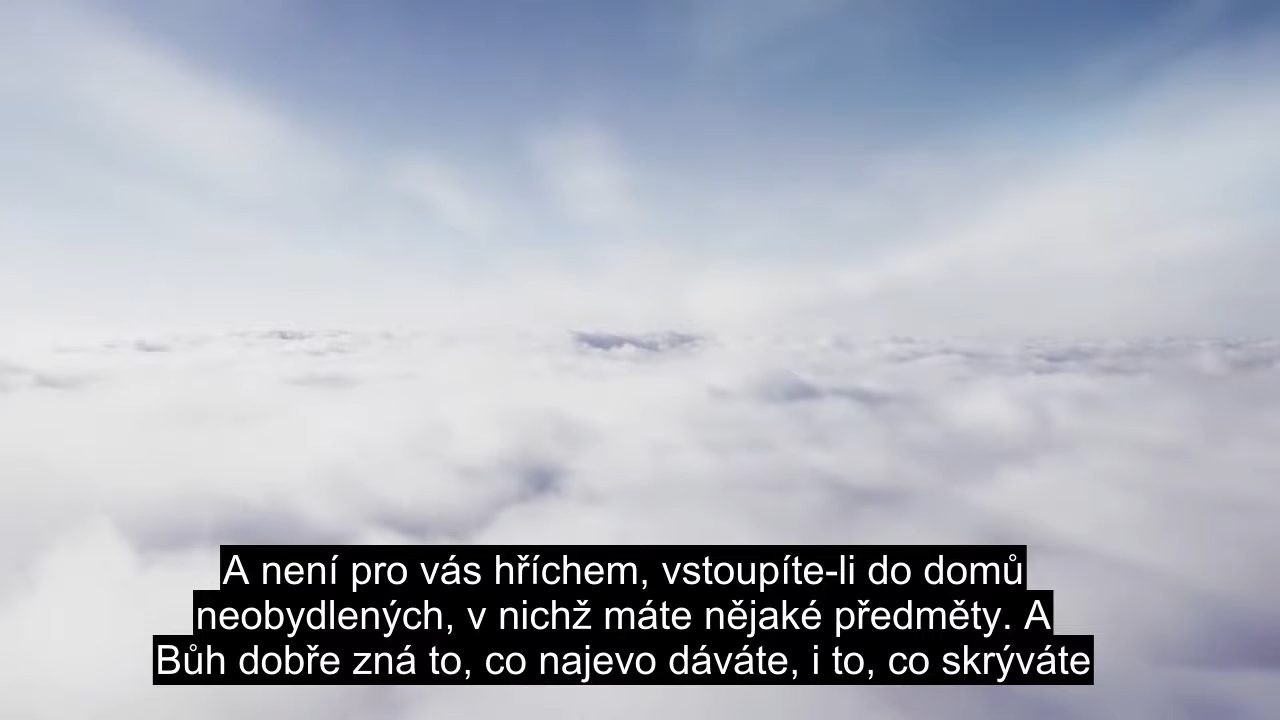 A není pro vás hříchem, vstoupíte-li do domů
neobydlených, v nichž máte nějaké předměty. A
Bůh dobře zná to, co najevo dáváte, i to, co skrýváte